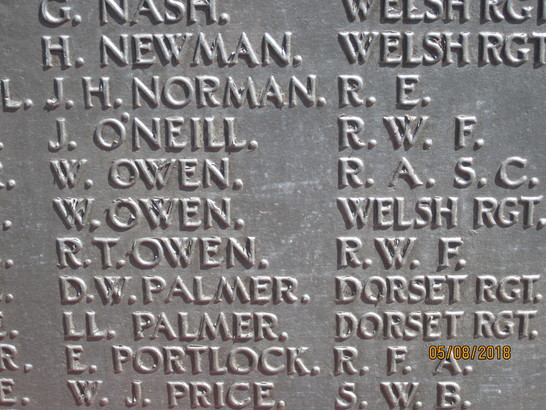 G. NASH. WELSH RGT
H. NEWMAN. WELSH RGT.
L. J. H. NORMAN. R. E.
J. O'NEILL. R. W. F.
W. OWEN. R. A. S. C.
W. OWEN. WELSH RGT.
R. T. OWEN. R. W. F.
D. W. PALMER. DORSET RGT.
LL. PALMER. DORSET RGT.
R. E. PORTLOCK. R. F. A.
E. W. J. PRICE. S. W. B.
05/08/2018